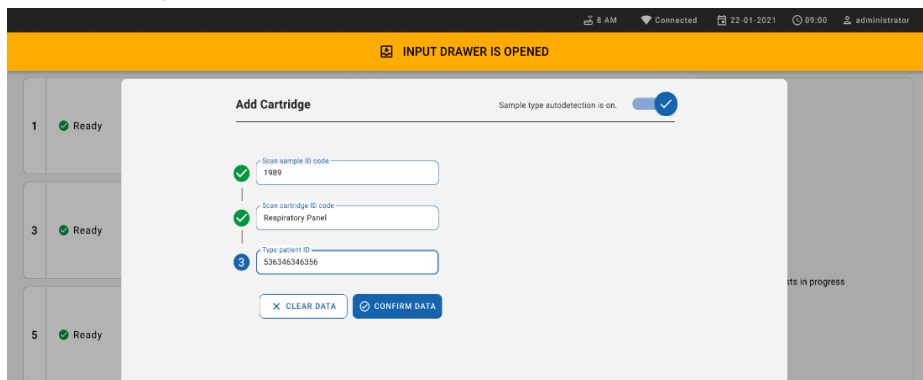 8 AM Connected 22-01-2021 09:00 administrator
INPUT DRAWER IS OPENED
Add Cartridge Sample type autodetection is on.
1 Ready
Scan sample ID code
1989
Scan cartridge ID code
3 Ready Respiratory Panel
Type patient ID
3 536346346356
sts in progress
CLEAR DATA CONFIRM DATA
5 Ready